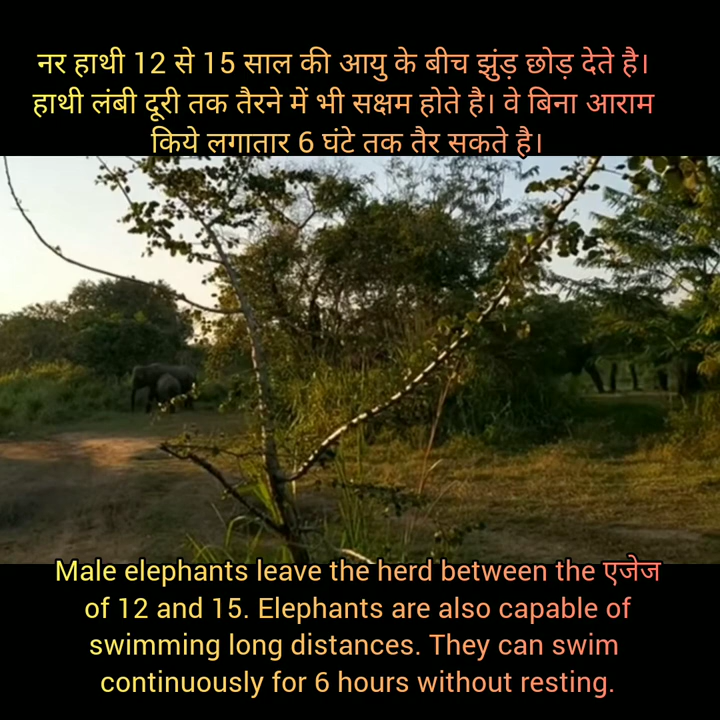 नर हाथी 12 से 15 साल की आयु के बीच झुंड़ छोड़ देते है।
हाथी लंबी दूरी तक तैरने में भी सक्षम होते है। वे बिना आराम
किये लगातार 6 घंटे तक तैर सकते है।
Male elephants leave the herd between the एजेज
of 12 and 15. Elephants are also capable of
swimming long distances. They can swim
continuously for 6 hours without resting.